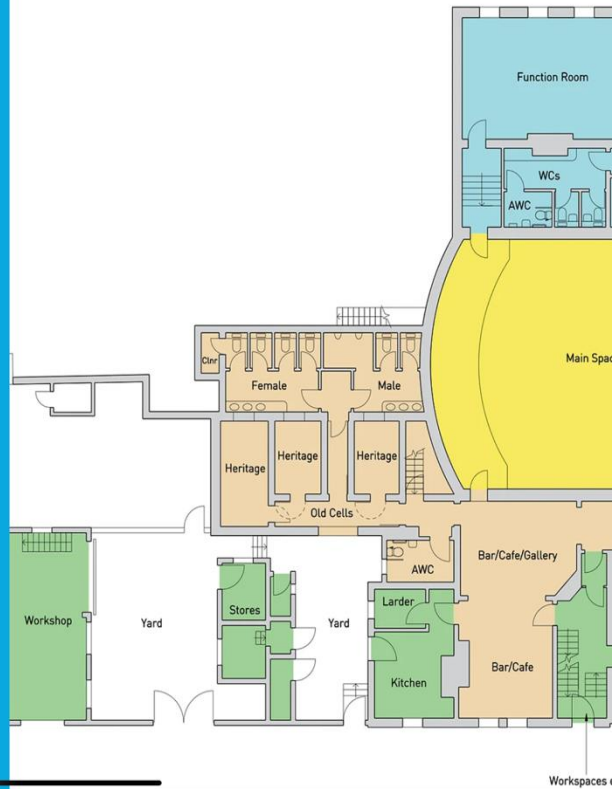 Function Room
WCs
AWC
Main Spac
Clnr
Female
Male
Heritage
Heritage
Heritage
Old Cells
AWC
Bar/Cafe/Gallery
Workshop
Yard
Stores
Yard
Larder
Kitchen
Bar/Cafe
Workspaces e